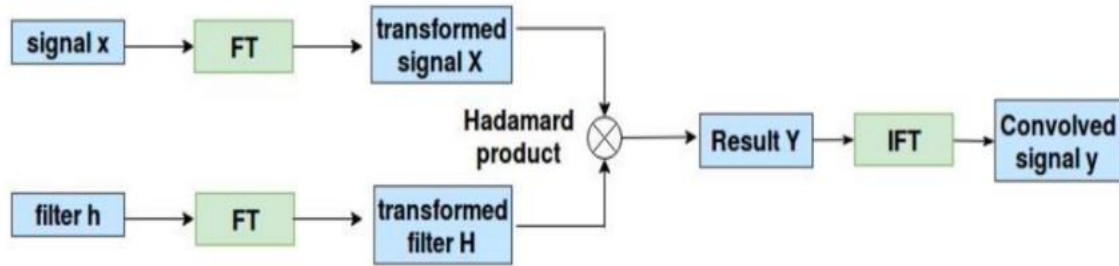 signal x
FT
transformed
signal X
Hadamard
product
Result Y
IFT
Convolved
signal y
filter h
FT
transformed
filter H